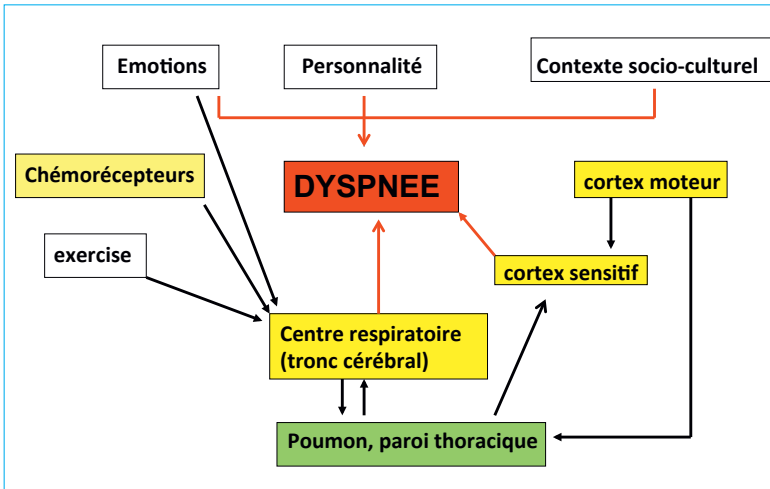 Emotions
Personnalité
Contexte socio-culturel
Chémorécepteurs
DYSPNEE
cortex moteur
exercise
cortex sensitif
Centre respiratoire
(tronc cérébral)
Poumon, paroi thoracique